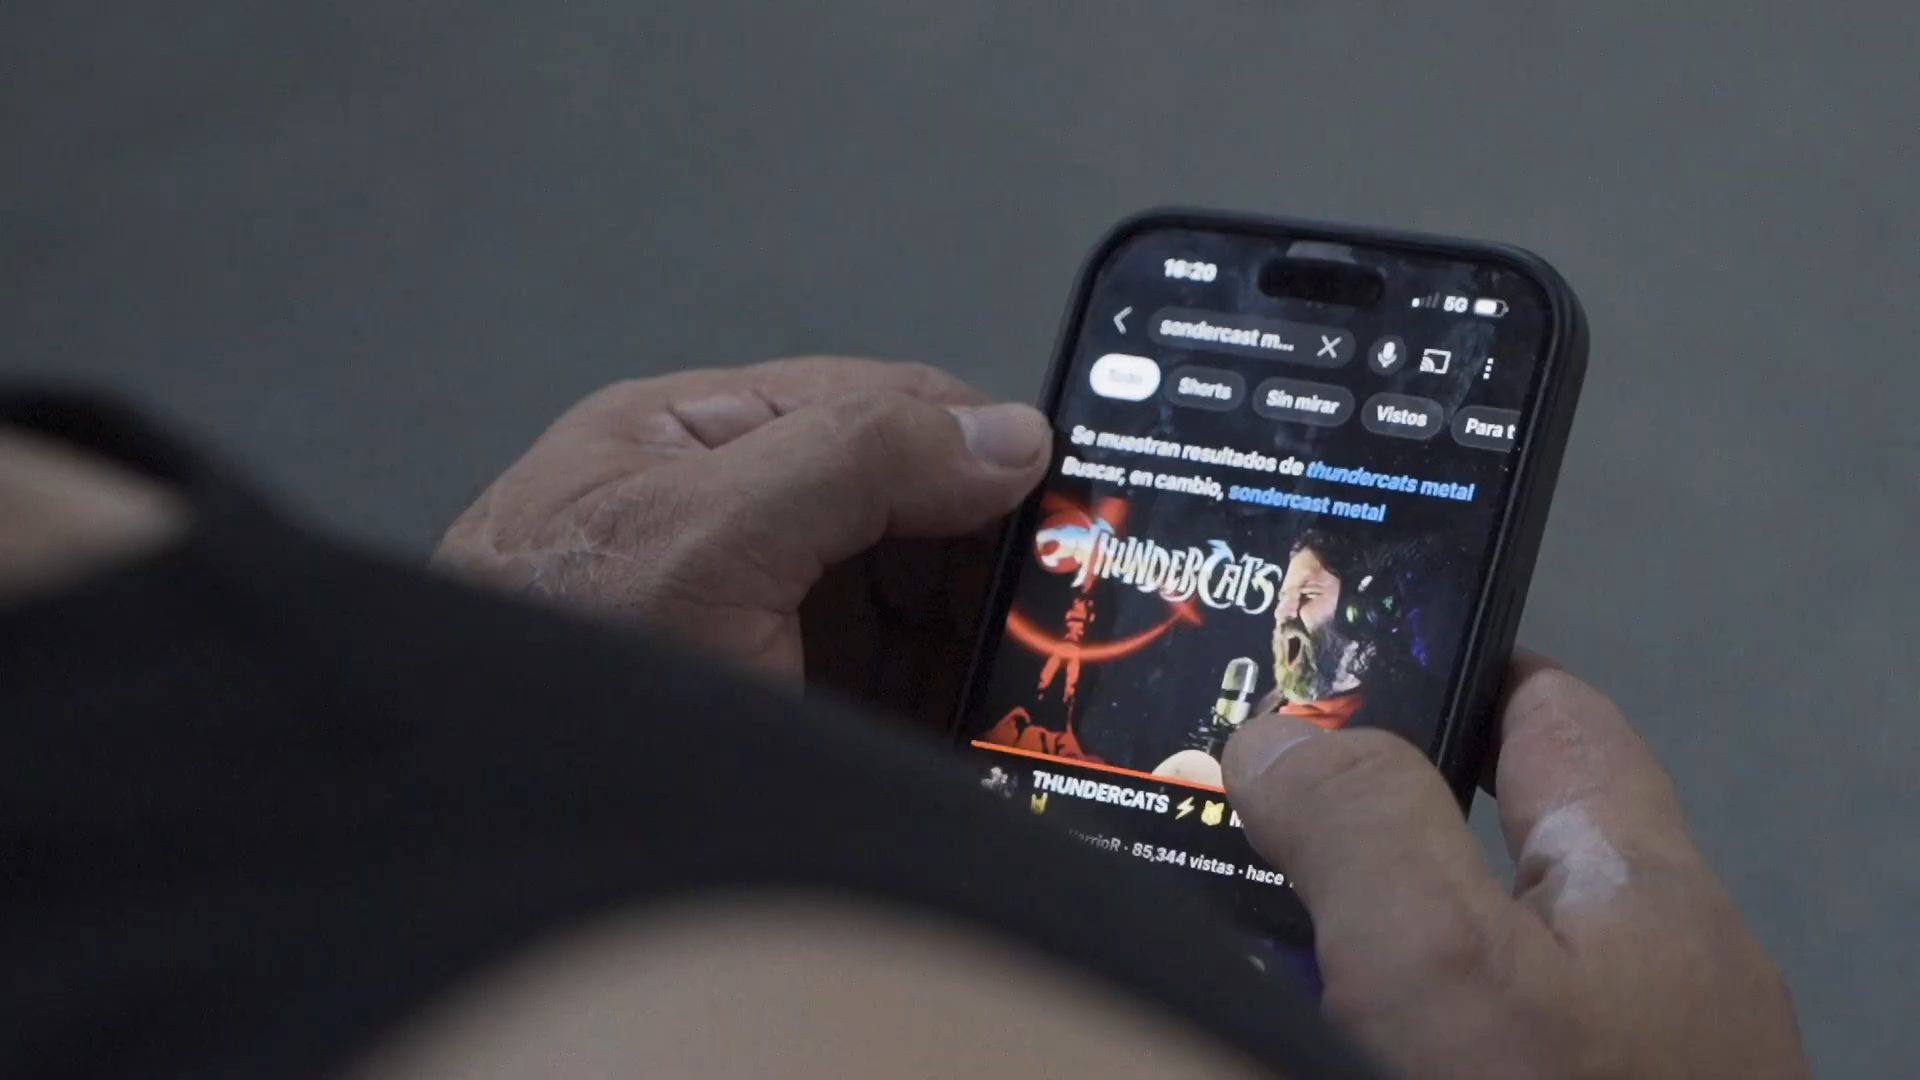 16:20
5G
sondercast m...
Todo Shorts Sin mirar Vistos Para t
Se muestran resultados de thundercats metal
Buscar, en cambio, sondercast metal
THUNDERCATS
THUNDERCATS ⚡
85,344 vistas · hace